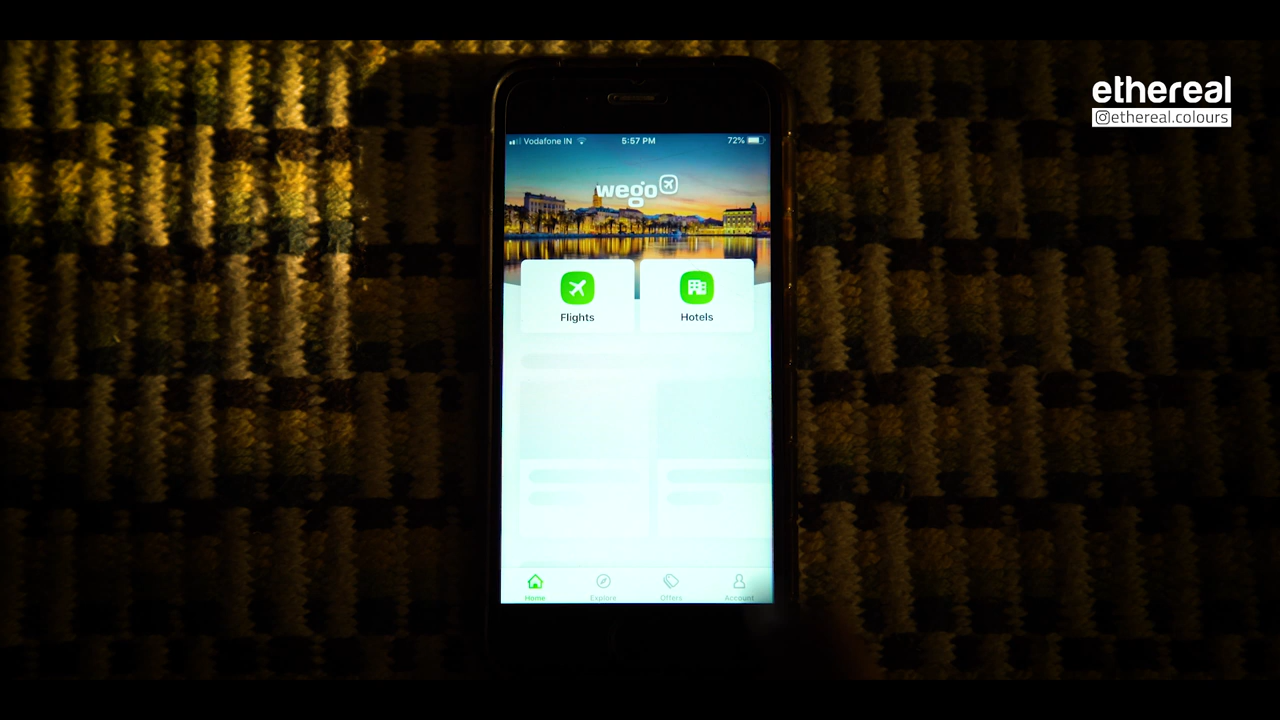 ethereal
@ethereal.colours
Vodafone IN 5:57 PM 72%
wego
Flights Hotels
Home Explore Offers Account